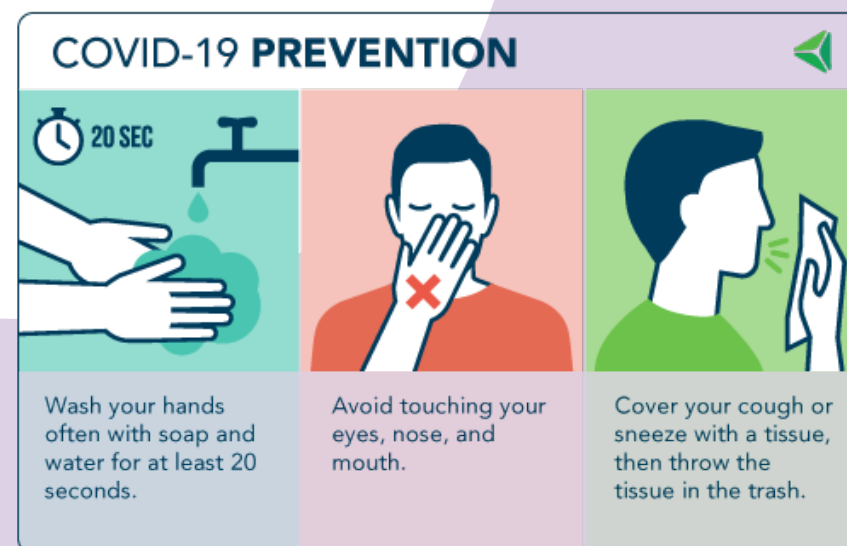 COVID-19 PREVENTION
20 SEC
Wash your hands
often with soap and
water for at least 20
seconds.
Avoid touching your
eyes, nose, and
mouth.
Cover your cough or
sneeze with a tissue,
then throw the
tissue in the trash.